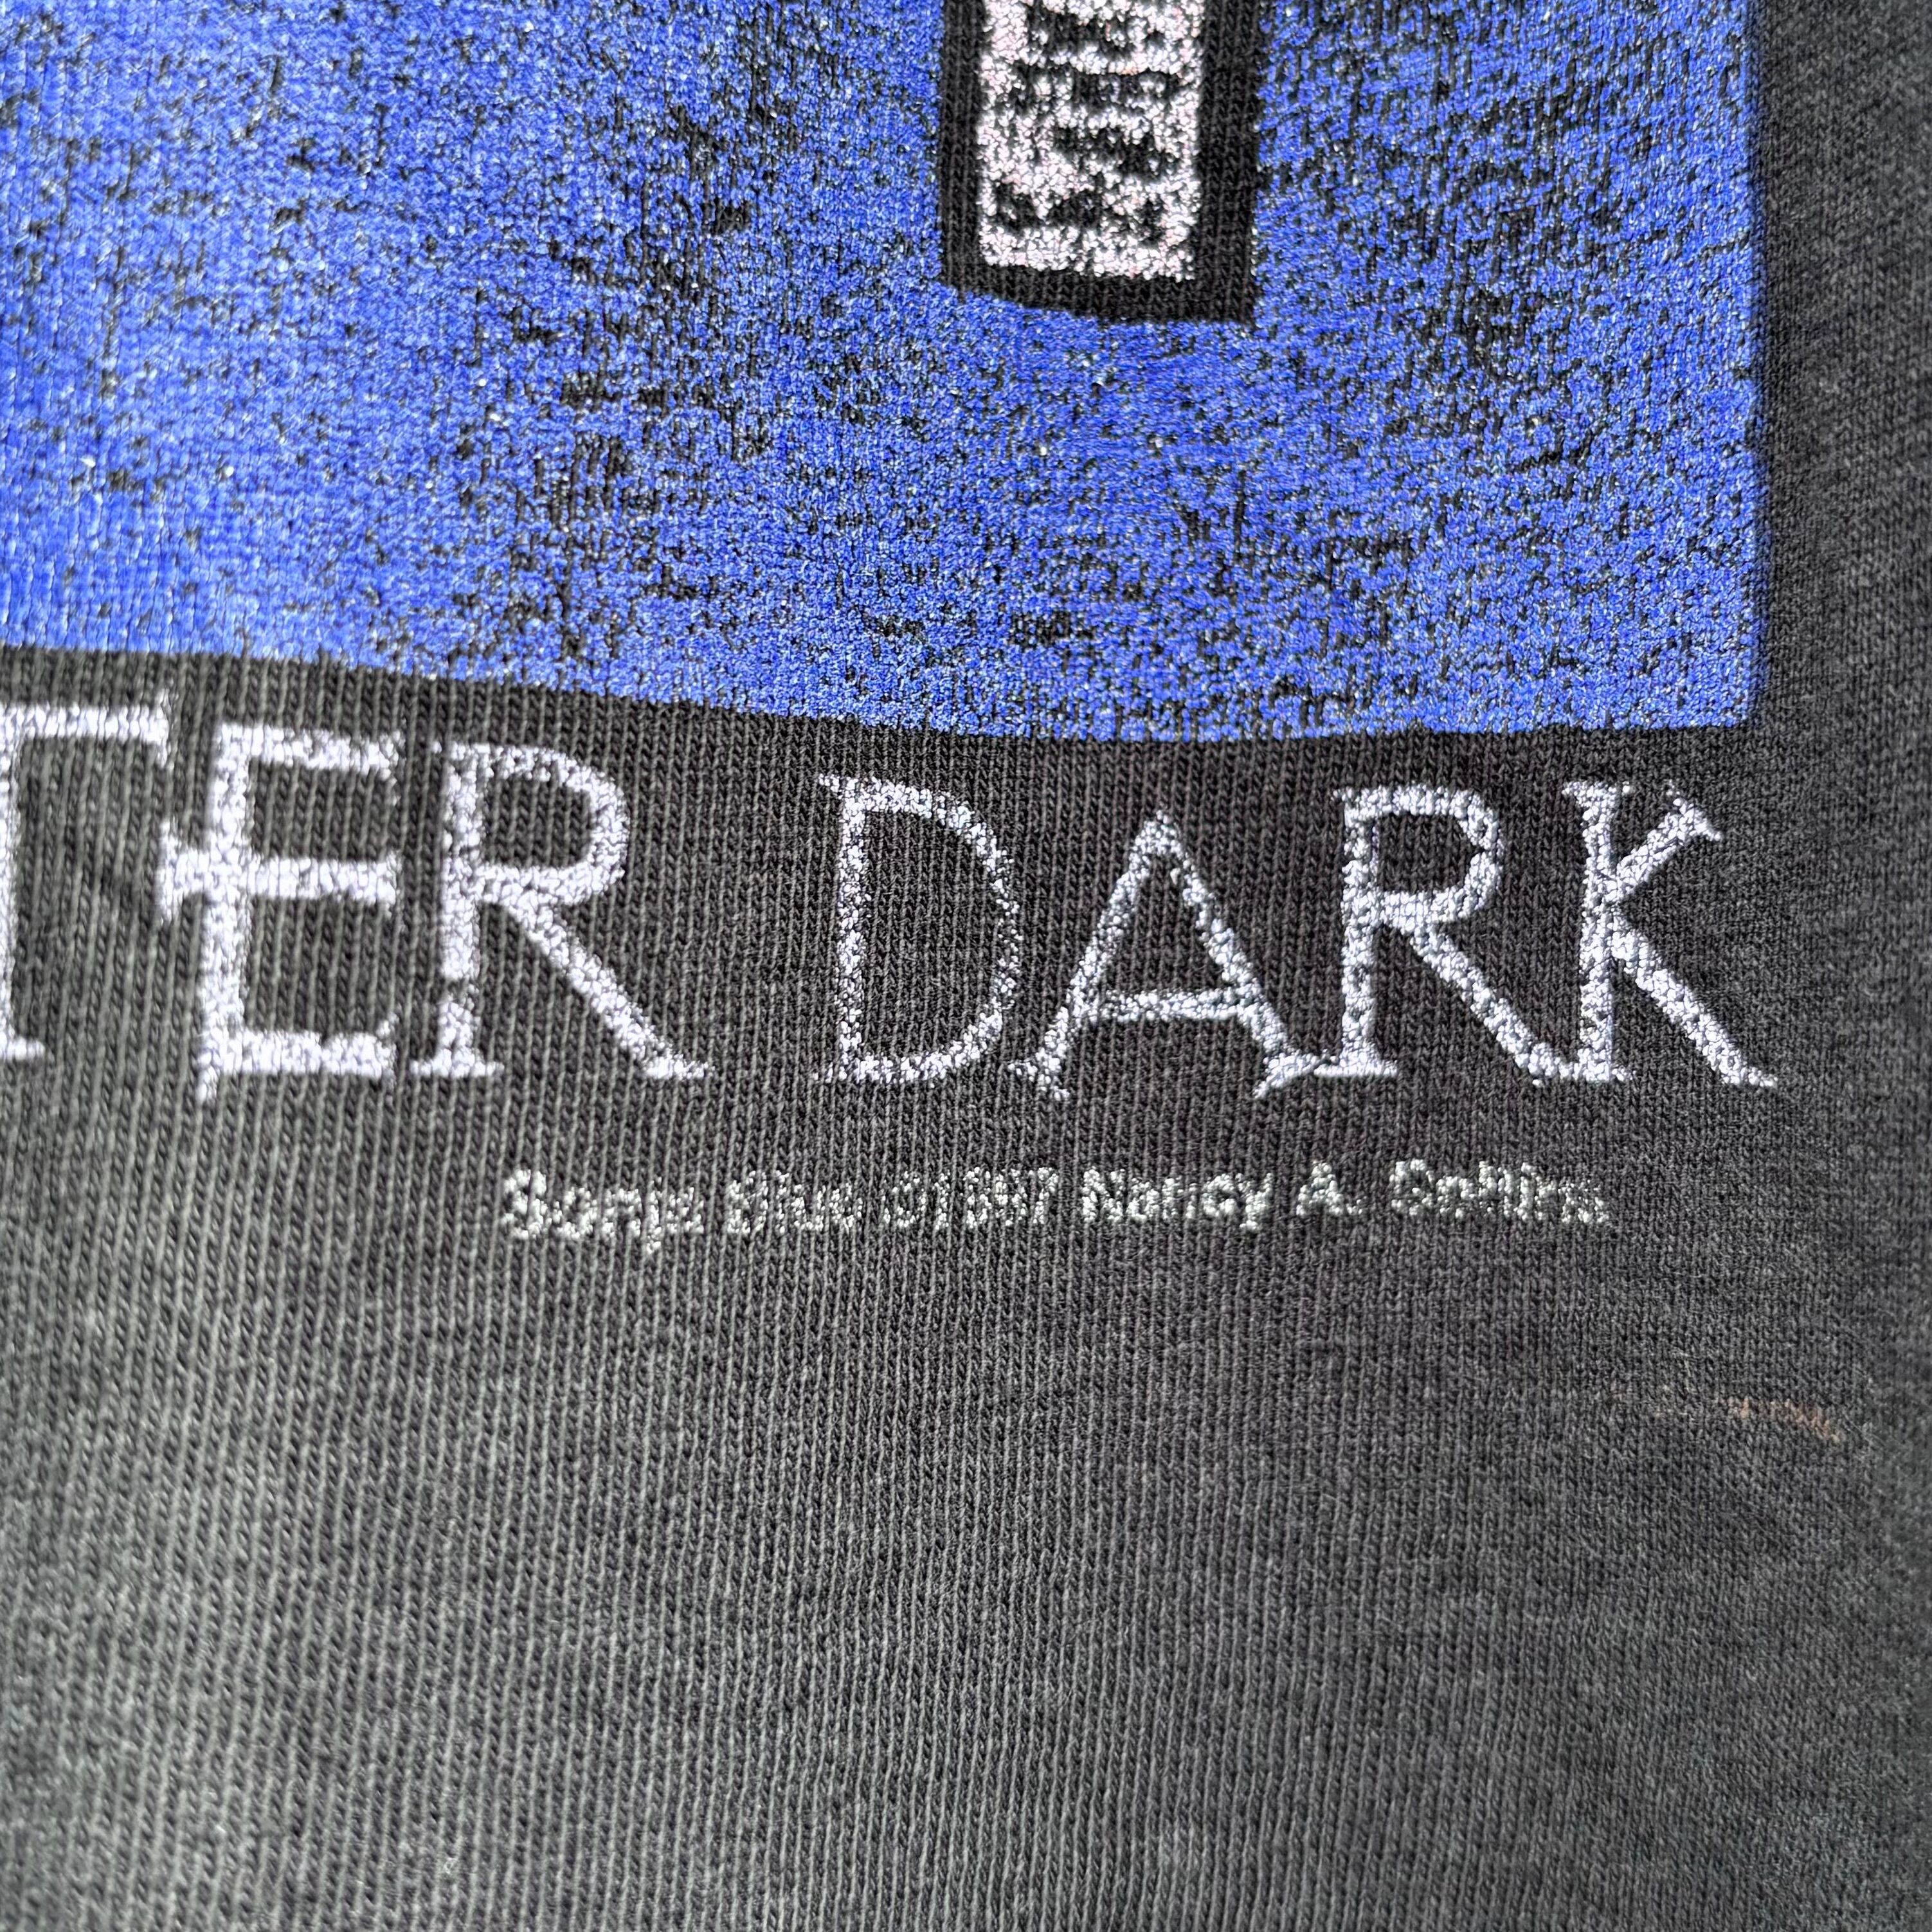 TER DARK
Sonja Blue ©1997 Nancy A. Collins